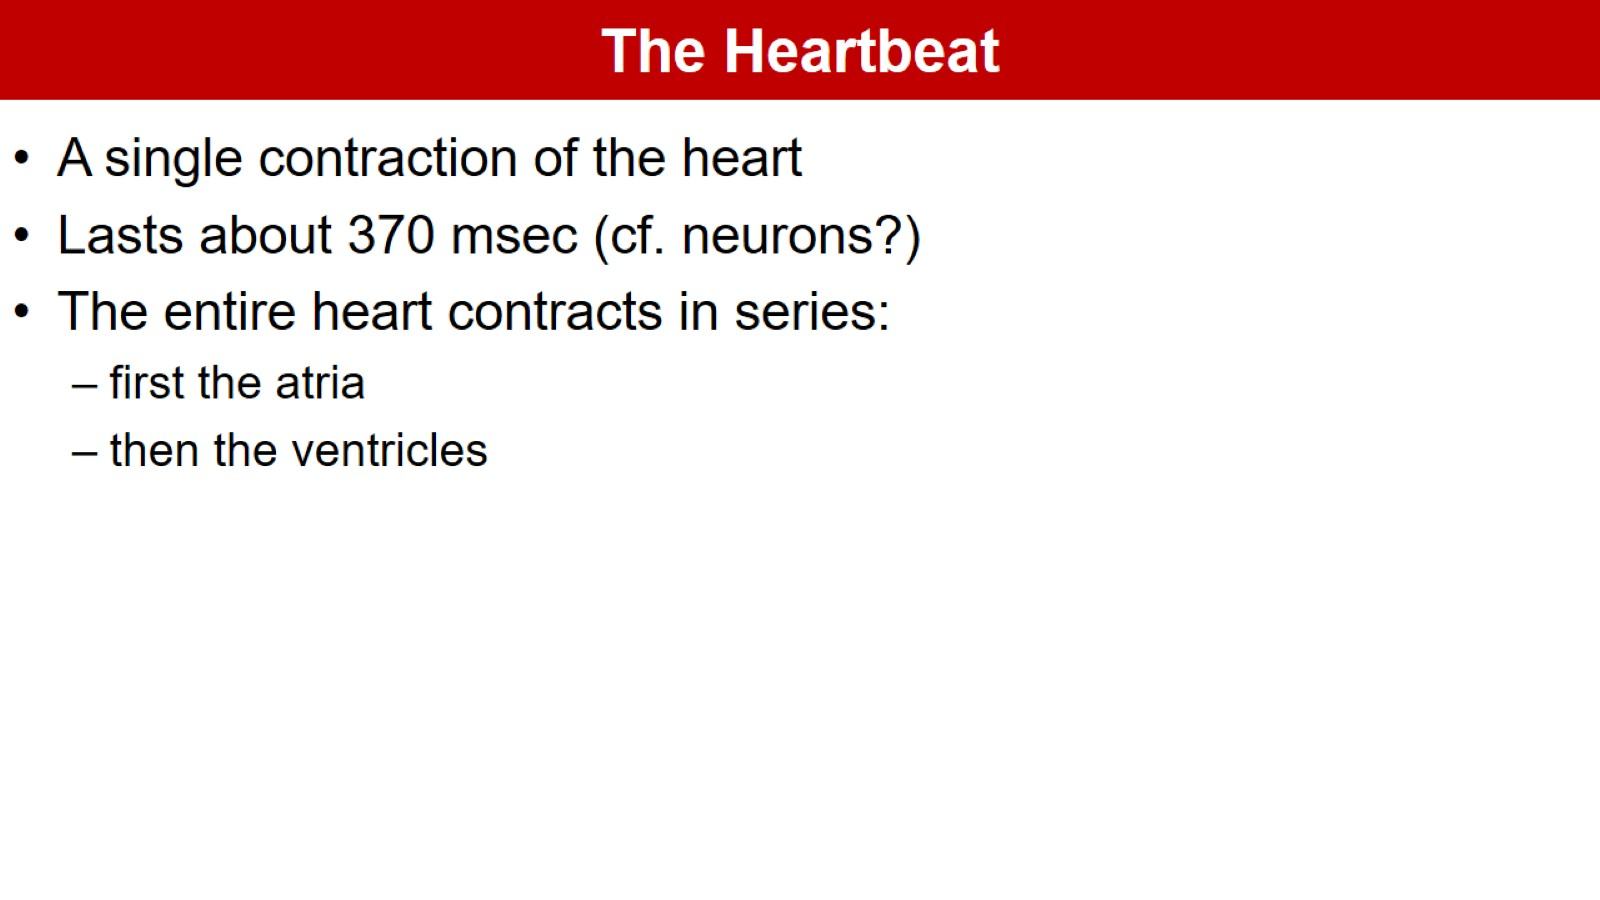 The Heartbeat
• A single contraction of the heart
• Lasts about 370 msec (cf. neurons?)
• The entire heart contracts in series:
– first the atria
– then the ventricles